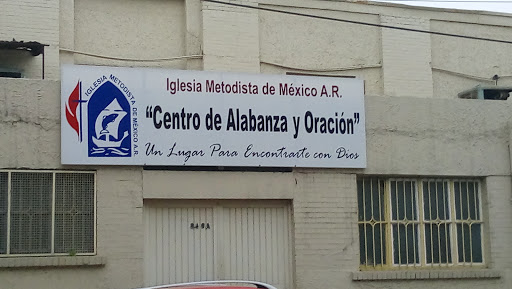 IGLESIA METODISTA DE MÉXICO A.R.
Iglesia Metodista de México A.R.
"Centro de Alabanza y Oración"
Un Lugar Para Encontrarte con Dios